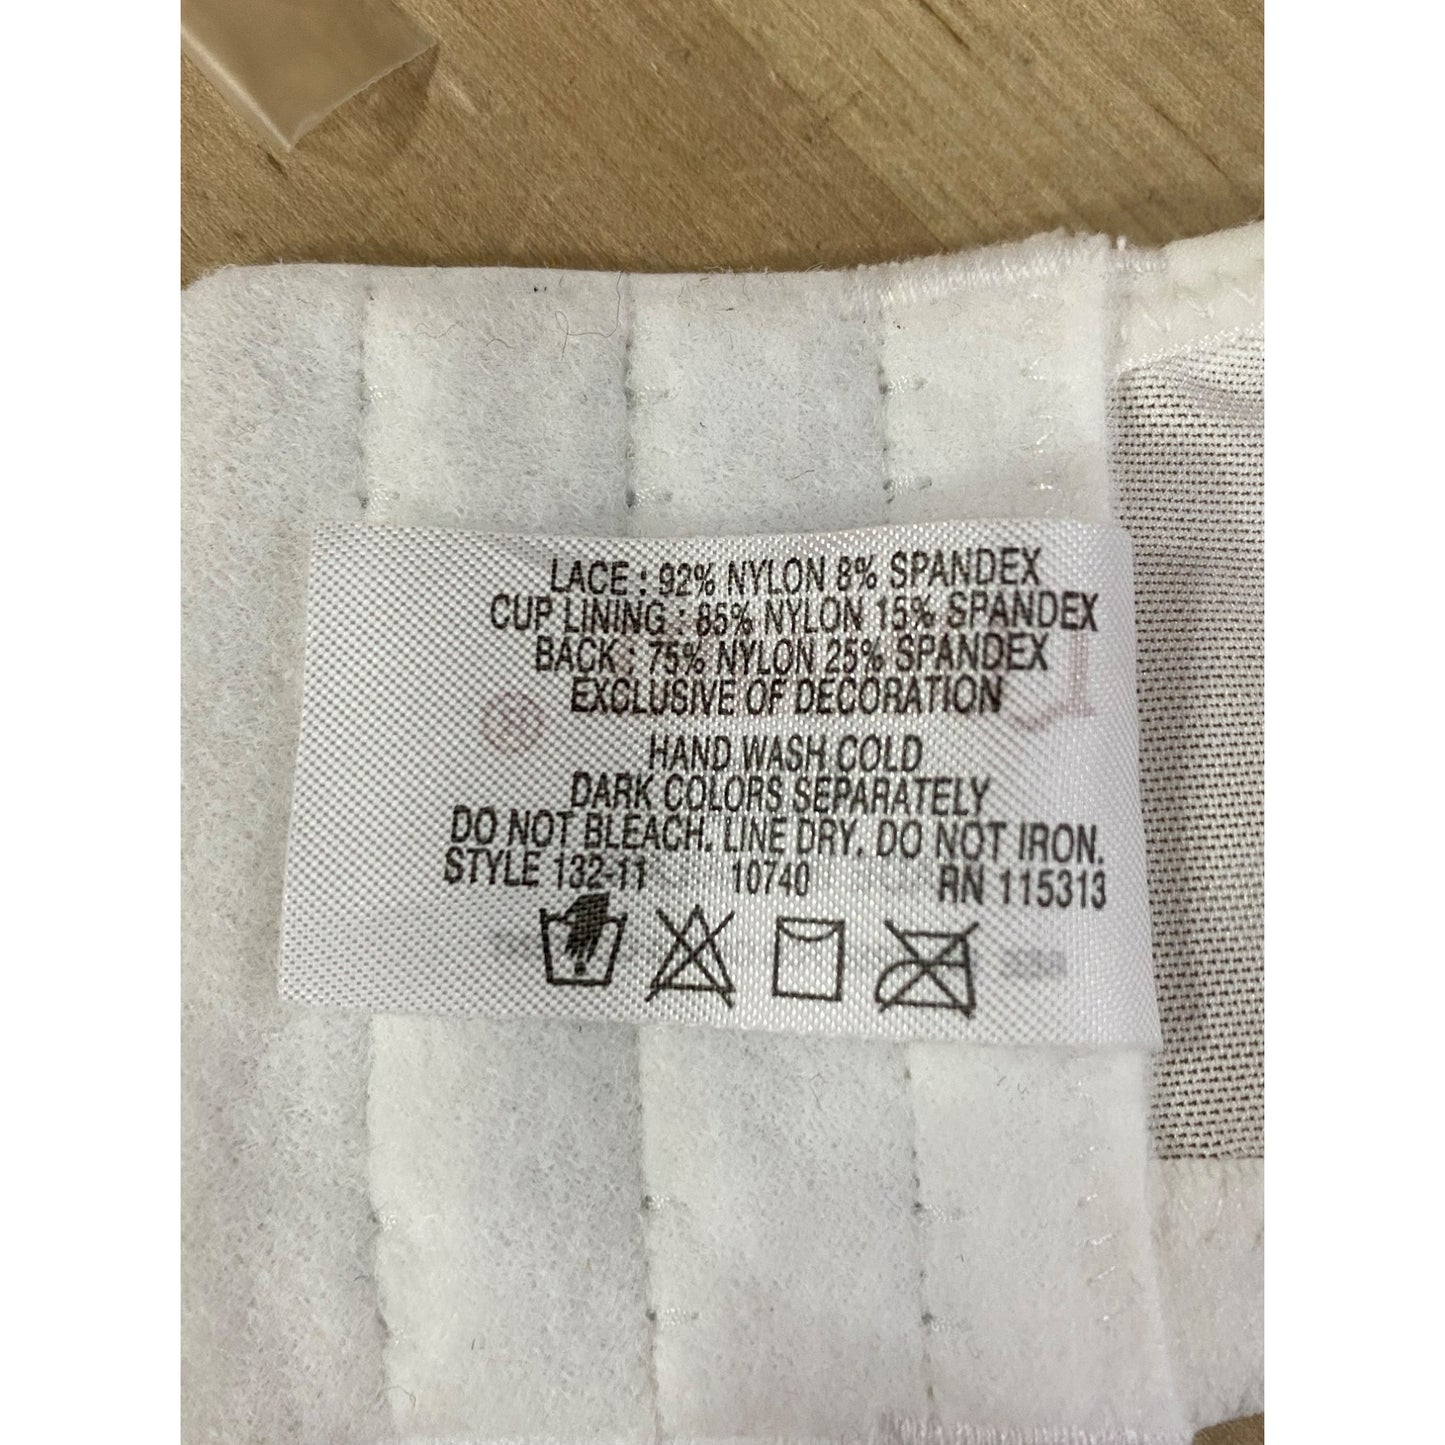 LACE : 92% NYLON 8% SPANDEX
CUP LINING : 85% NYLON 15% SPANDEX
BACK : 75% NYLON 25% SPANDEX
EXCLUSIVE OF DECORATION
HAND WASH COLD
DARK COLORS SEPARATELY
DO NOT BLEACH. LINE DRY. DO NOT IRON.
STYLE 132-11 10740 RN 115313